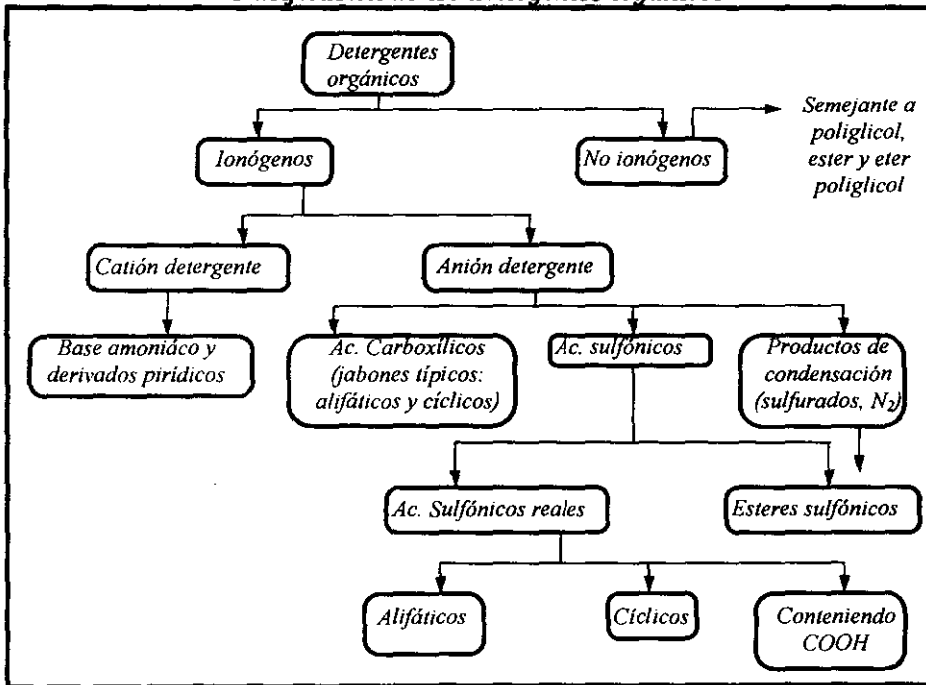 Detergentes
orgánicos
Ionógenos
No ionógenos
Semejante a
poliglicol,
ester y eter
poliglicol
Catión detergente
Anión detergente
Base amoniáco y
derivados pirídicos
Ac. Carboxílicos
(jabones típicos:
alifáticos y cíclicos)
Ac. sulfónicos
Productos de
condensación
(sulfurados, N₂)
Ac. Sulfónicos reales
Esteres sulfónicos
Alifáticos
Cíclicos
Conteniendo
COOH